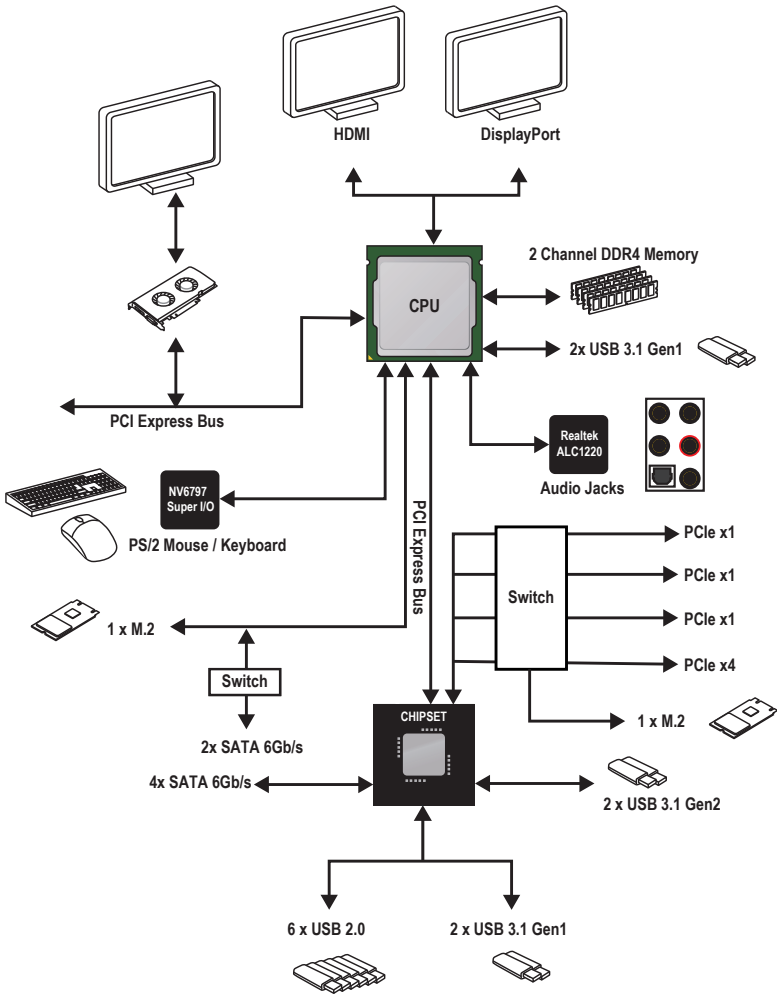 HDMI
DisplayPort
2 Channel DDR4 Memory
CPU
2x USB 3.1 Gen1
PCI Express Bus
Realtek
ALC1220
Audio Jacks
NV6797
Super I/O
PS/2 Mouse / Keyboard
PCI Express Bus
PCIe x1
PCIe x1
Switch
PCIe x1
PCIe x4
1 x M.2
Switch
CHIPSET
1 x M.2
2x SATA 6Gb/s
4x SATA 6Gb/s
2 x USB 3.1 Gen2
6 x USB 2.0
2 x USB 3.1 Gen1